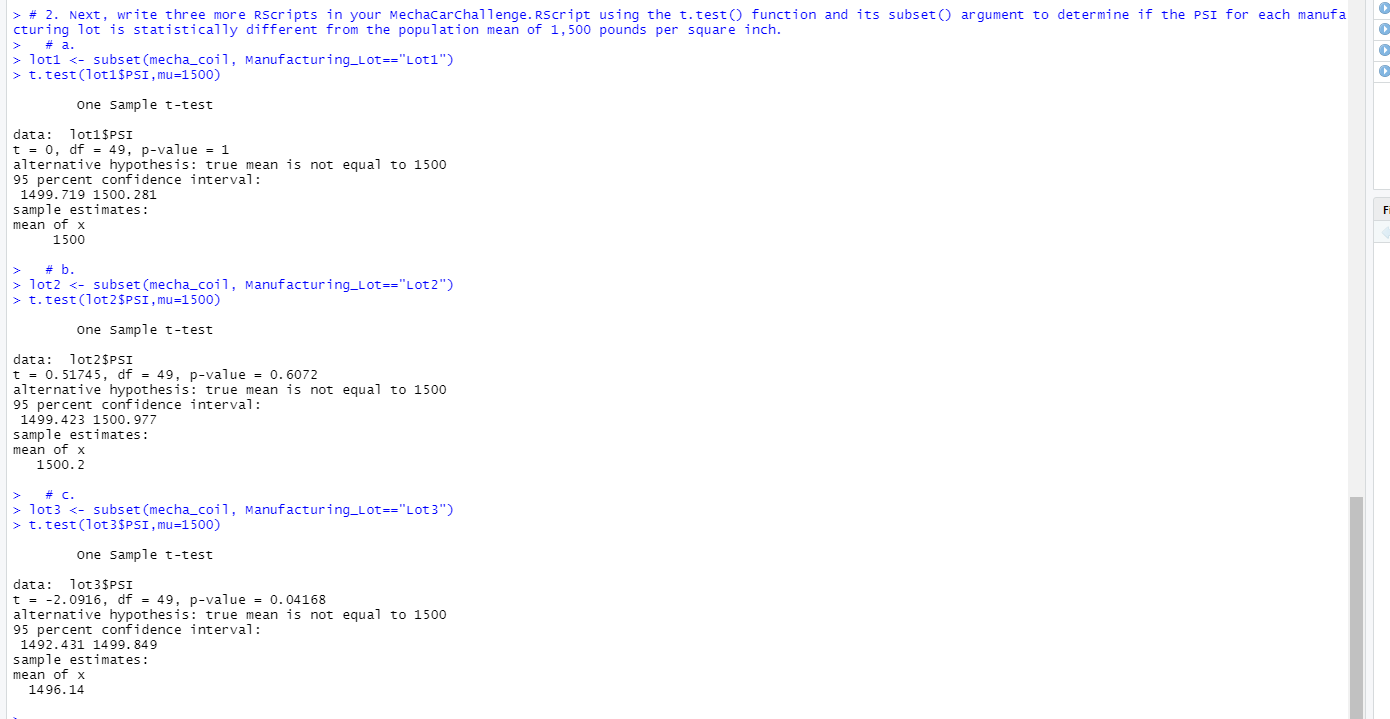 > # 2. Next, write three more RScripts in your MechaCarChallenge.RScript using the t.test() function and its subset() argument to determine if the PSI for each manufa
cturing lot is statistically different from the population mean of 1,500 pounds per square inch.
>   # a.
> lot1 <- subset(mecha_coil, Manufacturing_Lot=="Lot1")
> t.test(lot1$PSI,mu=1500)
One Sample t-test
data:  lot1$PSI
t = 0, df = 49, p-value = 1
alternative hypothesis: true mean is not equal to 1500
95 percent confidence interval:
1499.719 1500.281
sample estimates:
mean of x
1500
>   # b.
> lot2 <- subset(mecha_coil, Manufacturing_Lot=="Lot2")
> t.test(lot2$PSI,mu=1500)
One Sample t-test
data:  lot2$PSI
t = 0.51745, df = 49, p-value = 0.6072
alternative hypothesis: true mean is not equal to 1500
95 percent confidence interval:
1499.423 1500.977
sample estimates:
mean of x
1500.2
>   # c.
> lot3 <- subset(mecha_coil, Manufacturing_Lot=="Lot3")
> t.test(lot3$PSI,mu=1500)
One Sample t-test
data:  lot3$PSI
t = -2.0916, df = 49, p-value = 0.04168
alternative hypothesis: true mean is not equal to 1500
95 percent confidence interval:
1492.431 1499.849
sample estimates:
mean of x
1496.14
>
Fi